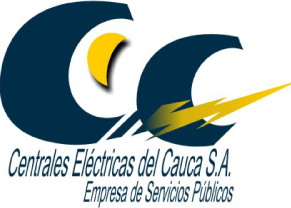 Centrales Eléctricas del Cauca S.A.
Empresa de Servicios Públicos